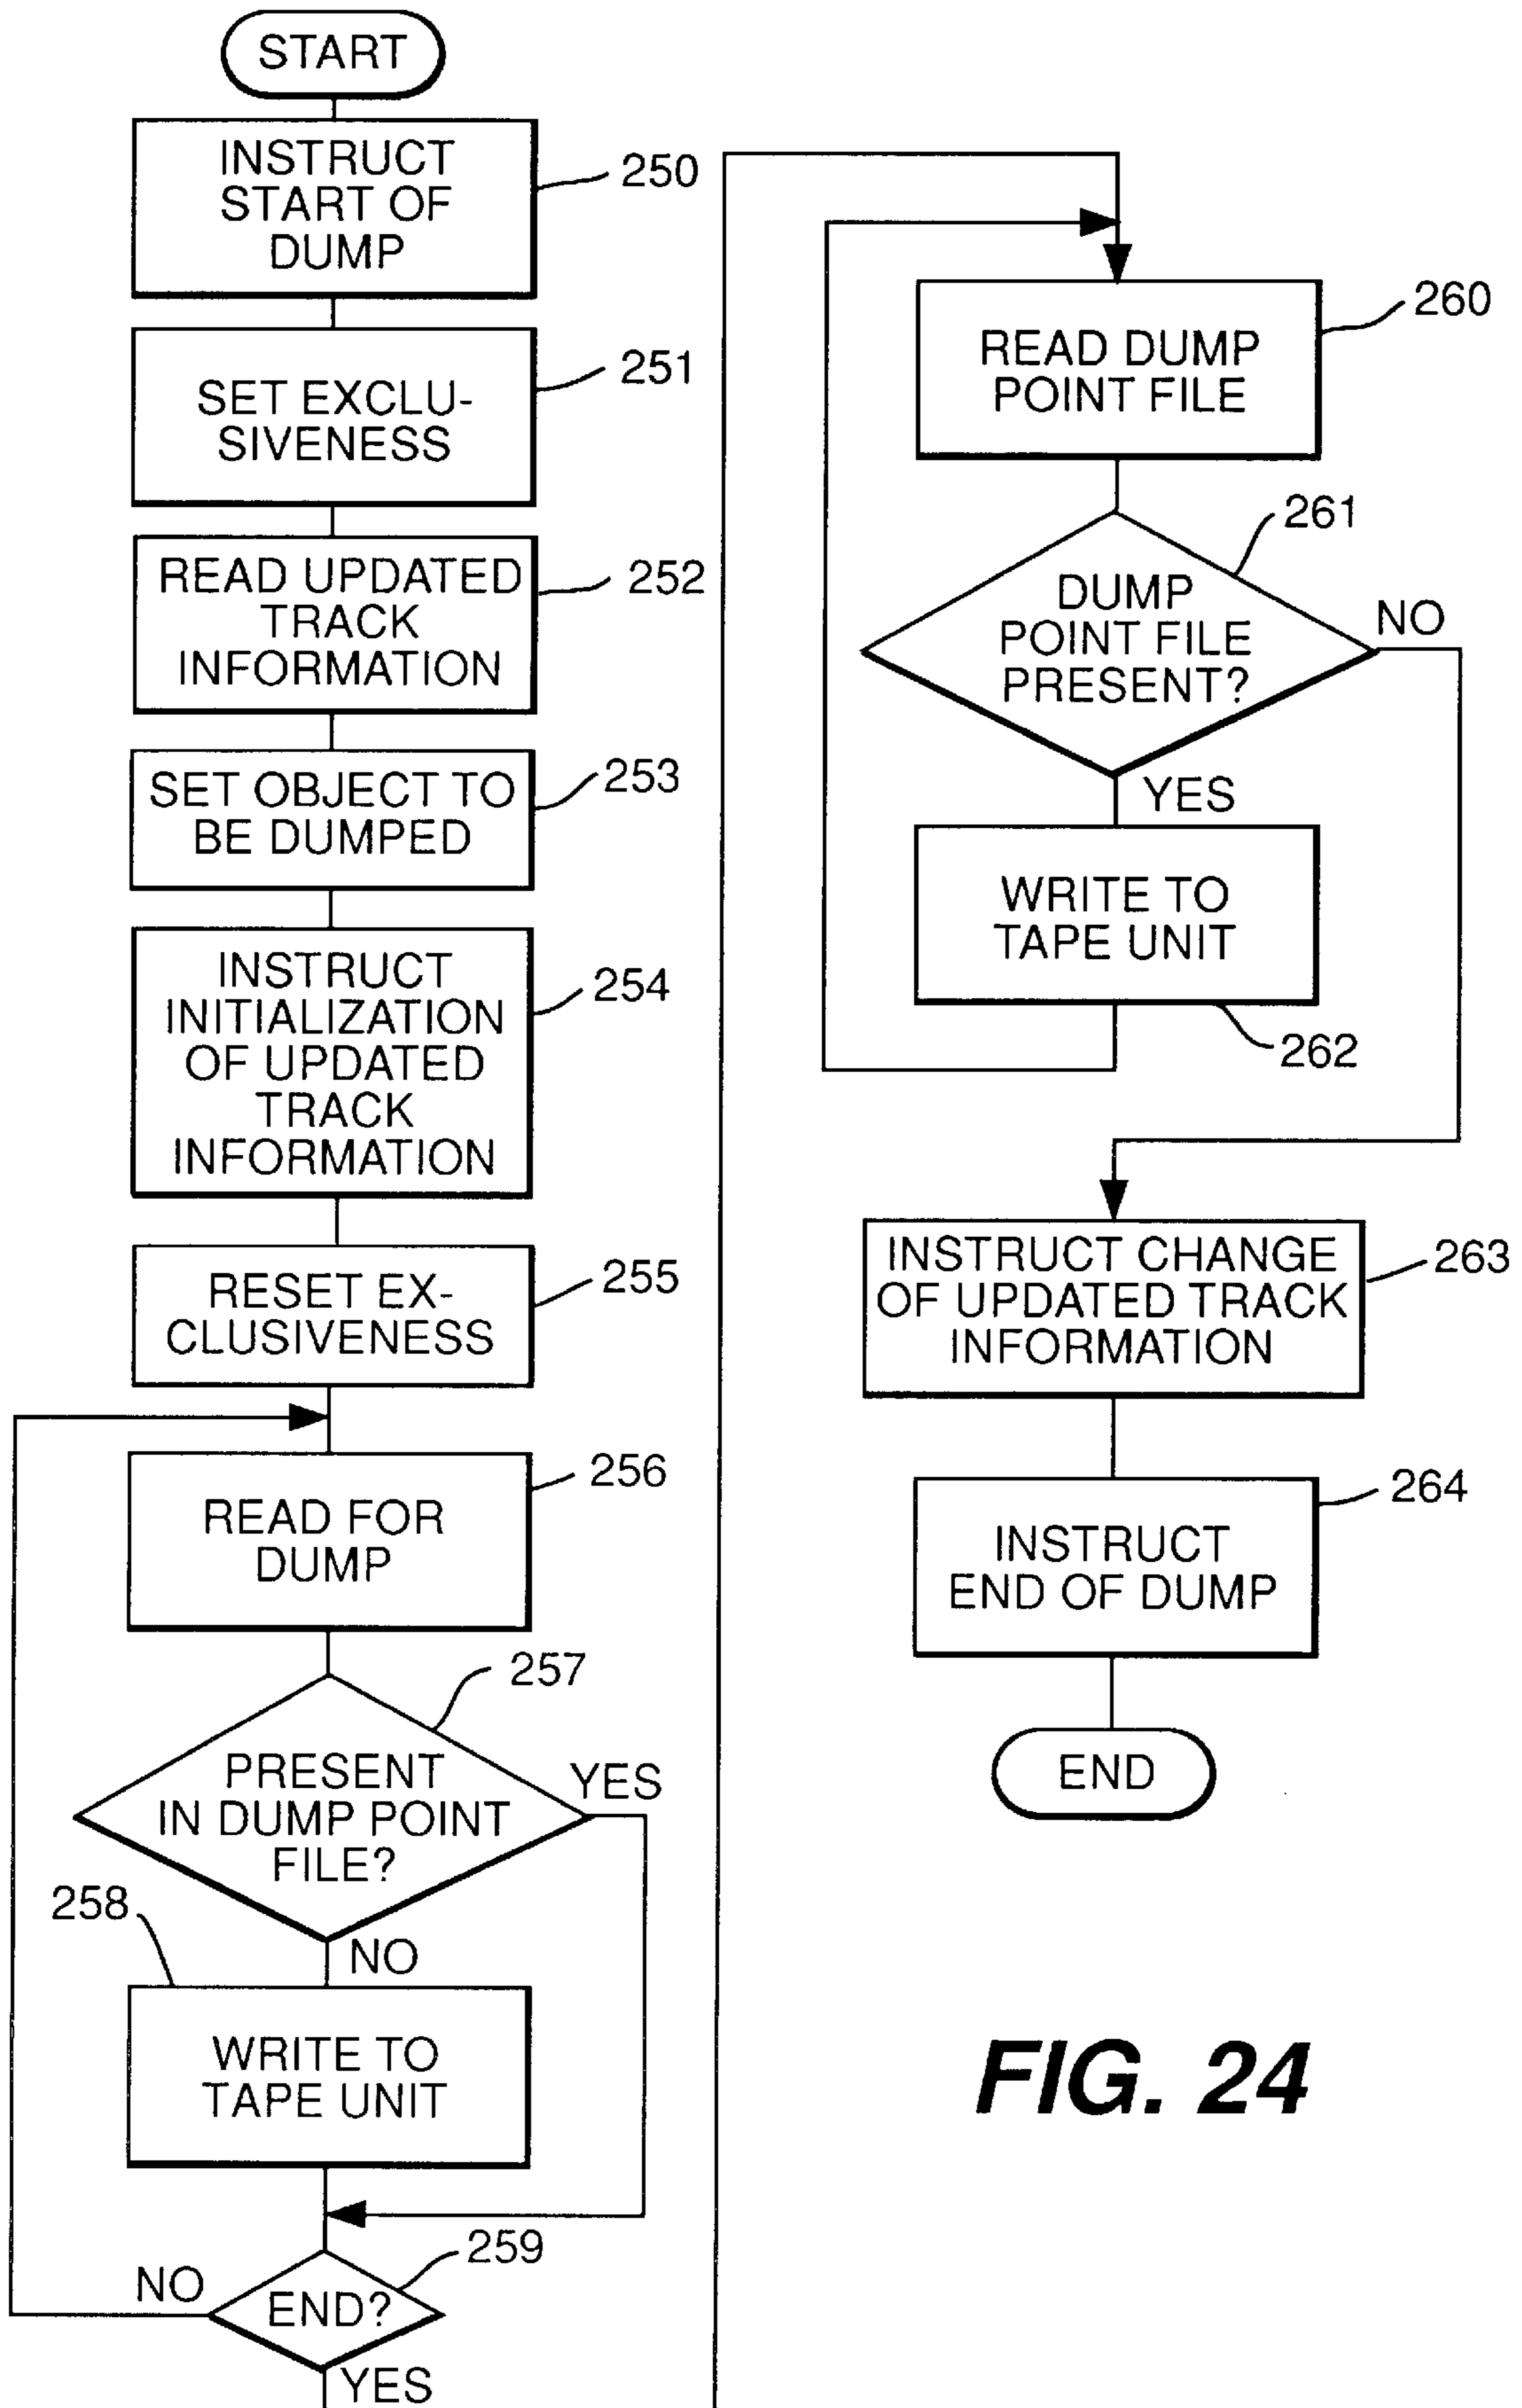 START
INSTRUCT
START OF
DUMP
250
SET EXCLU-
SIVENESS
251
READ UPDATED
TRACK
INFORMATION
252
SET OBJECT TO
BE DUMPED
253
INSTRUCT
INITIALIZATION
OF UPDATED
TRACK
INFORMATION
254
RESET EX-
CLUSIVENESS
255
READ FOR
DUMP
256
257
PRESENT
IN DUMP POINT
FILE?
YES
258
NO
WRITE TO
TAPE UNIT
259
NO
END?
YES
READ DUMP
POINT FILE
260
261
DUMP
POINT FILE
PRESENT?
NO
YES
WRITE TO
TAPE UNIT
262
INSTRUCT CHANGE
OF UPDATED TRACK
INFORMATION
263
INSTRUCT
END OF DUMP
264
END
FIG. 24